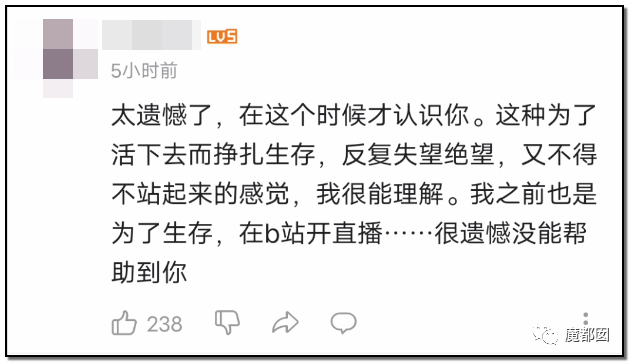 LV5
5小时前
太遗憾了，在这个时候才认识你。这种为了
活下去而挣扎生存，反复失望绝望，又不得
不站起来的感觉，我很能理解。我之前也是
为了生存，在b站开直播……很遗憾没能帮
助到你
238
魔都囡